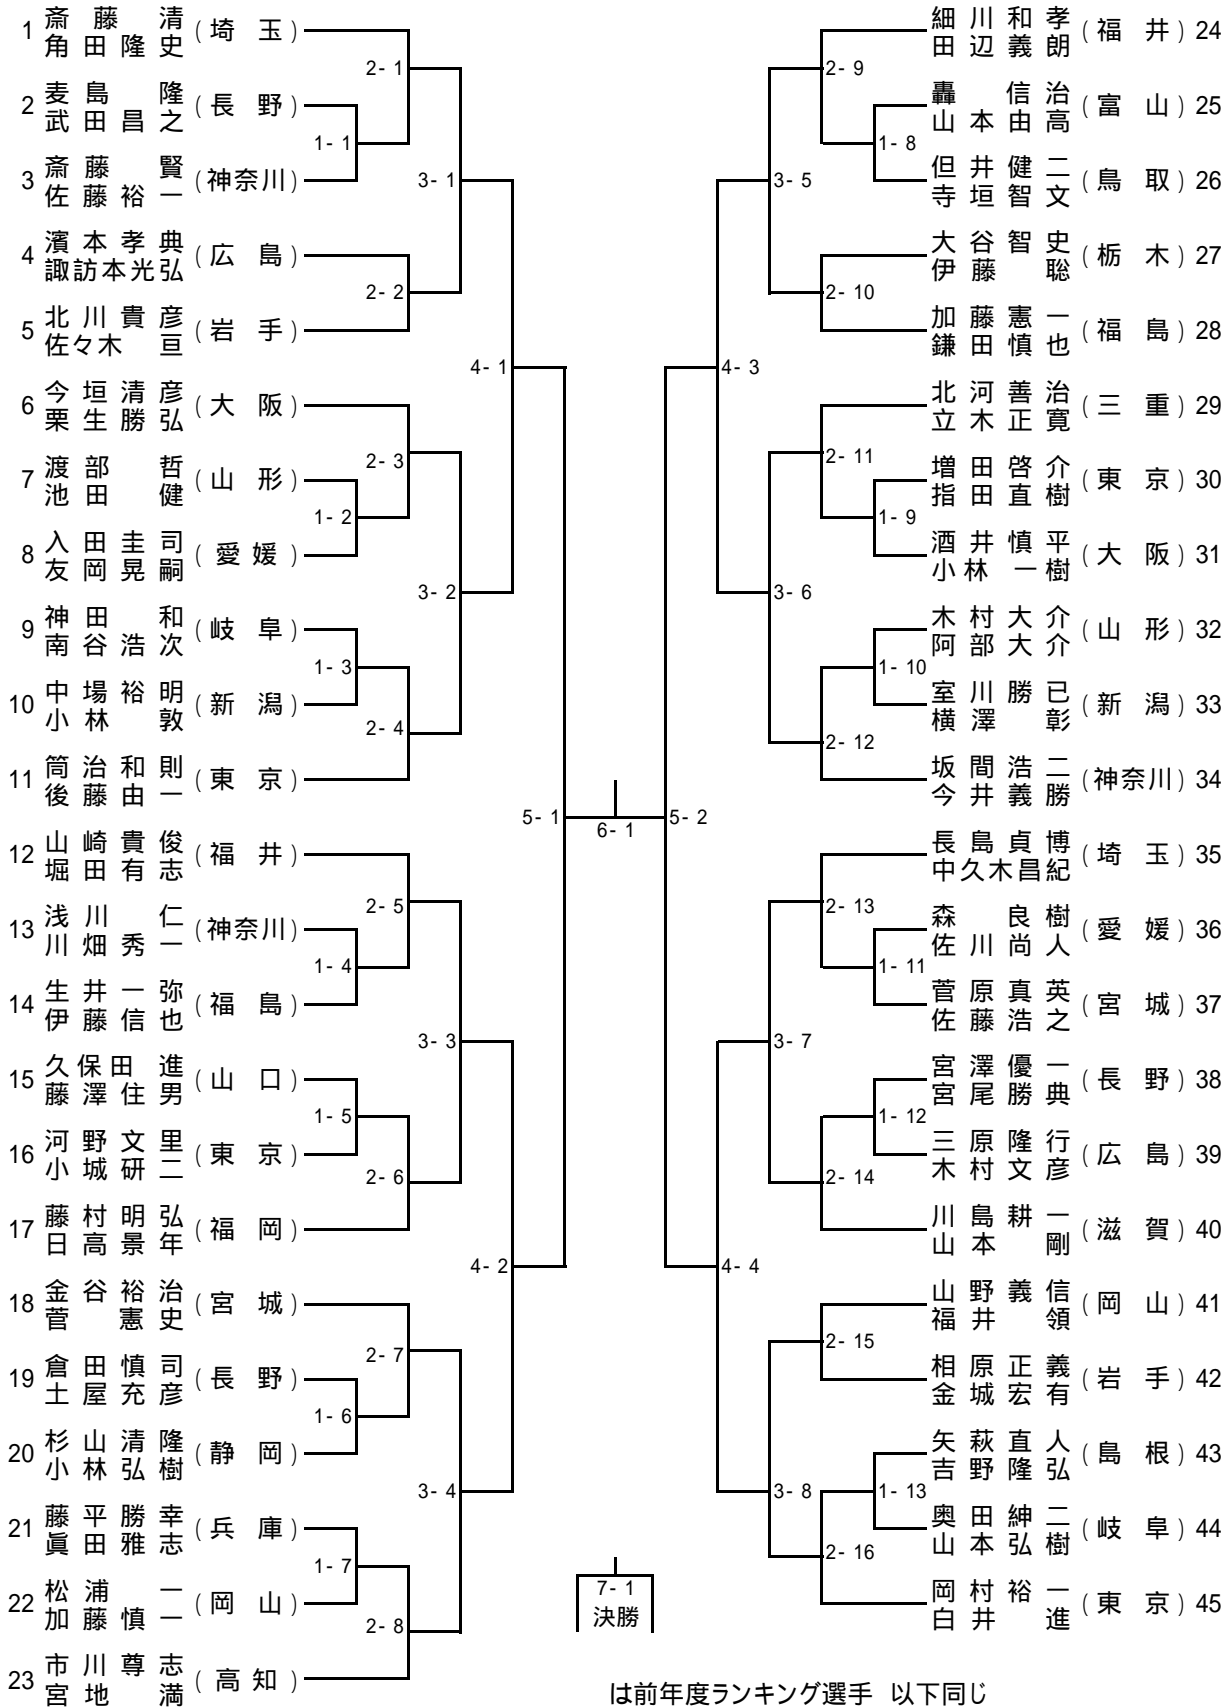 1 斎藤清 (埼玉)
角田隆史
2-1
2 麦島隆 (長野)
武田昌之
1-1
3 斎藤賢 (神奈川)
佐藤裕一
3-1
4 濱本孝典 (広島)
諏訪本光弘
2-2
5 北川貴彦 (岩手)
佐々木亘
4-1
6 今垣清彦 (大阪)
栗生勝弘
2-3
7 渡部哲 (山形)
池田健
1-2
8 入田圭司 (愛媛)
友岡晃嗣
3-2
9 神田和 (岐阜)
南谷浩次
1-3
10 中場裕明 (新潟)
小林敦
2-4
11 筒治和則 (東京)
後藤由一
5-1
12 山崎貴俊 (福井)
堀田有志
2-5
13 浅川仁 (神奈川)
川畑秀一
1-4
14 生井一弥 (福島)
伊藤信也
3-3
15 久保田進 (山口)
藤澤住男
1-5
16 河野文里 (東京)
小城研二
2-6
17 藤村明弘 (福岡)
日高景年
4-2
18 金谷裕治 (宮城)
菅憲史
2-7
19 倉田慎司 (長野)
土屋充彦
1-6
20 杉山清隆 (静岡)
小林弘樹
3-4
21 藤平勝幸 (兵庫)
眞田雅志
1-7
22 松浦一 (岡山)
加藤慎一
2-8
23 市川尊志 (高知)
宮地満
6-1
細川和孝 (福井) 24
田辺義朗
2-9
轟信治 (富山) 25
山本由高
1-8
但井健二 (鳥取) 26
寺垣智文
3-5
大谷智史 (栃木) 27
伊藤聡
2-10
加藤憲一 (福島) 28
鎌田慎也
4-3
北河善治 (三重) 29
立木正寛
2-11
増田啓介 (東京) 30
指田直樹
1-9
酒井慎平 (大阪) 31
小林一樹
3-6
木村大介 (山形) 32
阿部大介
1-10
室川勝已 (新潟) 33
横澤彰
2-12
坂間浩二 (神奈川) 34
今井義勝
5-2
長島貞博 (埼玉) 35
中久木昌紀
2-13
森良樹 (愛媛) 36
佐川尚人
1-11
菅原真英 (宮城) 37
佐藤浩之
3-7
宮澤優一 (長野) 38
宮尾勝典
1-12
三原隆行 (広島) 39
木村文彦
2-14
川島耕一 (滋賀) 40
山本剛
4-4
山野義信 (岡山) 41
福井領
2-15
相原正義 (岩手) 42
金城宏有
矢萩直人 (島根) 43
吉野隆弘
3-8
1-13
奥田紳二 (岐阜) 44
山本弘樹
2-16
岡村裕一 (東京) 45
白井進
7-1
決勝
は前年度ランキング選手 以下同じ